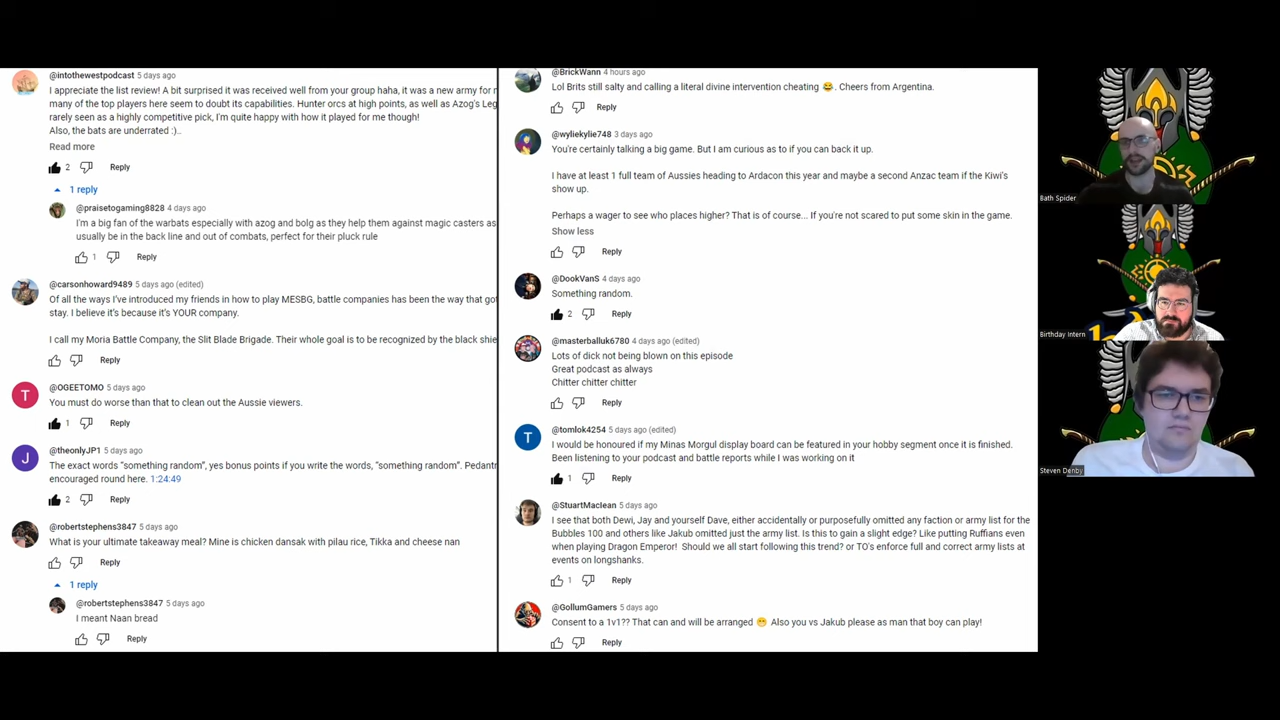 @intothewestpodcast 5 days ago
I appreciate the list review! A bit surprised it was received well from your group haha, it was a new army for m
many of the top players here seem to doubt its capabilities. Hunter orcs at high points, as well as Azog's Leg
rarely seen as a highly competitive pick, I'm quite happy with how it played for me though!
Also, the bats are underrated :)..
Read more
2
Reply
1 reply
@praisetogaming8828 4 days ago
I'm a big fan of the warbats especially with azog and bolg as they help them against magic casters as
usually be in the back line and out of combats, perfect for their pluck rule
1
Reply
@carsonhoward9489 5 days ago (edited)
Of all the ways I've introduced my friends in how to play MESBG, battle companies has been the way that got
stay. I believe it's because it's YOUR company.
I call my Moria Battle Company, the Slit Blade Brigade. Their whole goal is to be recognized by the black shie
Reply
T
@OGEETOMO 5 days ago
You must do worse than that to clean out the Aussie viewers.
1
Reply
J
@theonlyJP1 5 days ago
The exact words "something random", yes bonus points if you write the words, "something random". Pedantr
encouraged round here. 1:24:49
2
Reply
@robertstephens3847 5 days ago
What is your ultimate takeaway meal? Mine is chicken dansak with pilau rice, Tikka and cheese nan
Reply
1 reply
@robertstephens3847 5 days ago
I meant Naan bread
Reply
@BrickWann 4 hours ago
Lol Brits still salty and calling a literal divine intervention cheating 😂. Cheers from Argentina.
Reply
@wyliekylie748 3 days ago
You're certainly talking a big game. But I am curious as to if you can back it up.
I have at least 1 full team of Aussies heading to Ardacon this year and maybe a second Anzac team if the Kiwi's
show up.
Perhaps a wager to see who places higher? That is of course... If you're not scared to put some skin in the game.
Show less
Reply
@DookVanS 4 days ago
Something random.
2
Reply
@masterballuk6780 4 days ago (edited)
Lots of dick not being blown on this episode
Great podcast as always
Chitter chitter chitter
Reply
T
@tomlok4254 5 days ago (edited)
I would be honoured if my Minas Morgul display board can be featured in your hobby segment once it is finished.
Been listening to your podcast and battle reports while I was working on it
1
Reply
@StuartMaclean 5 days ago
I see that both Dewi, Jay and yourself Dave, either accidentally or purposefully omitted any faction or army list for the
Bubbles 100 and others like Jakub omitted just the army list. Is this to gain a slight edge? Like putting Ruffians even
when playing Dragon Emperor! Should we all start following this trend? or TO's enforce full and correct army lists at
events on longshanks.
1
Reply
@GollumGamers 5 days ago
Consent to a 1v1?? That can and will be arranged 😁 Also you vs Jakub please as man that boy can play!
Reply
Bath Spider
Birthday Intern
Steven Denby